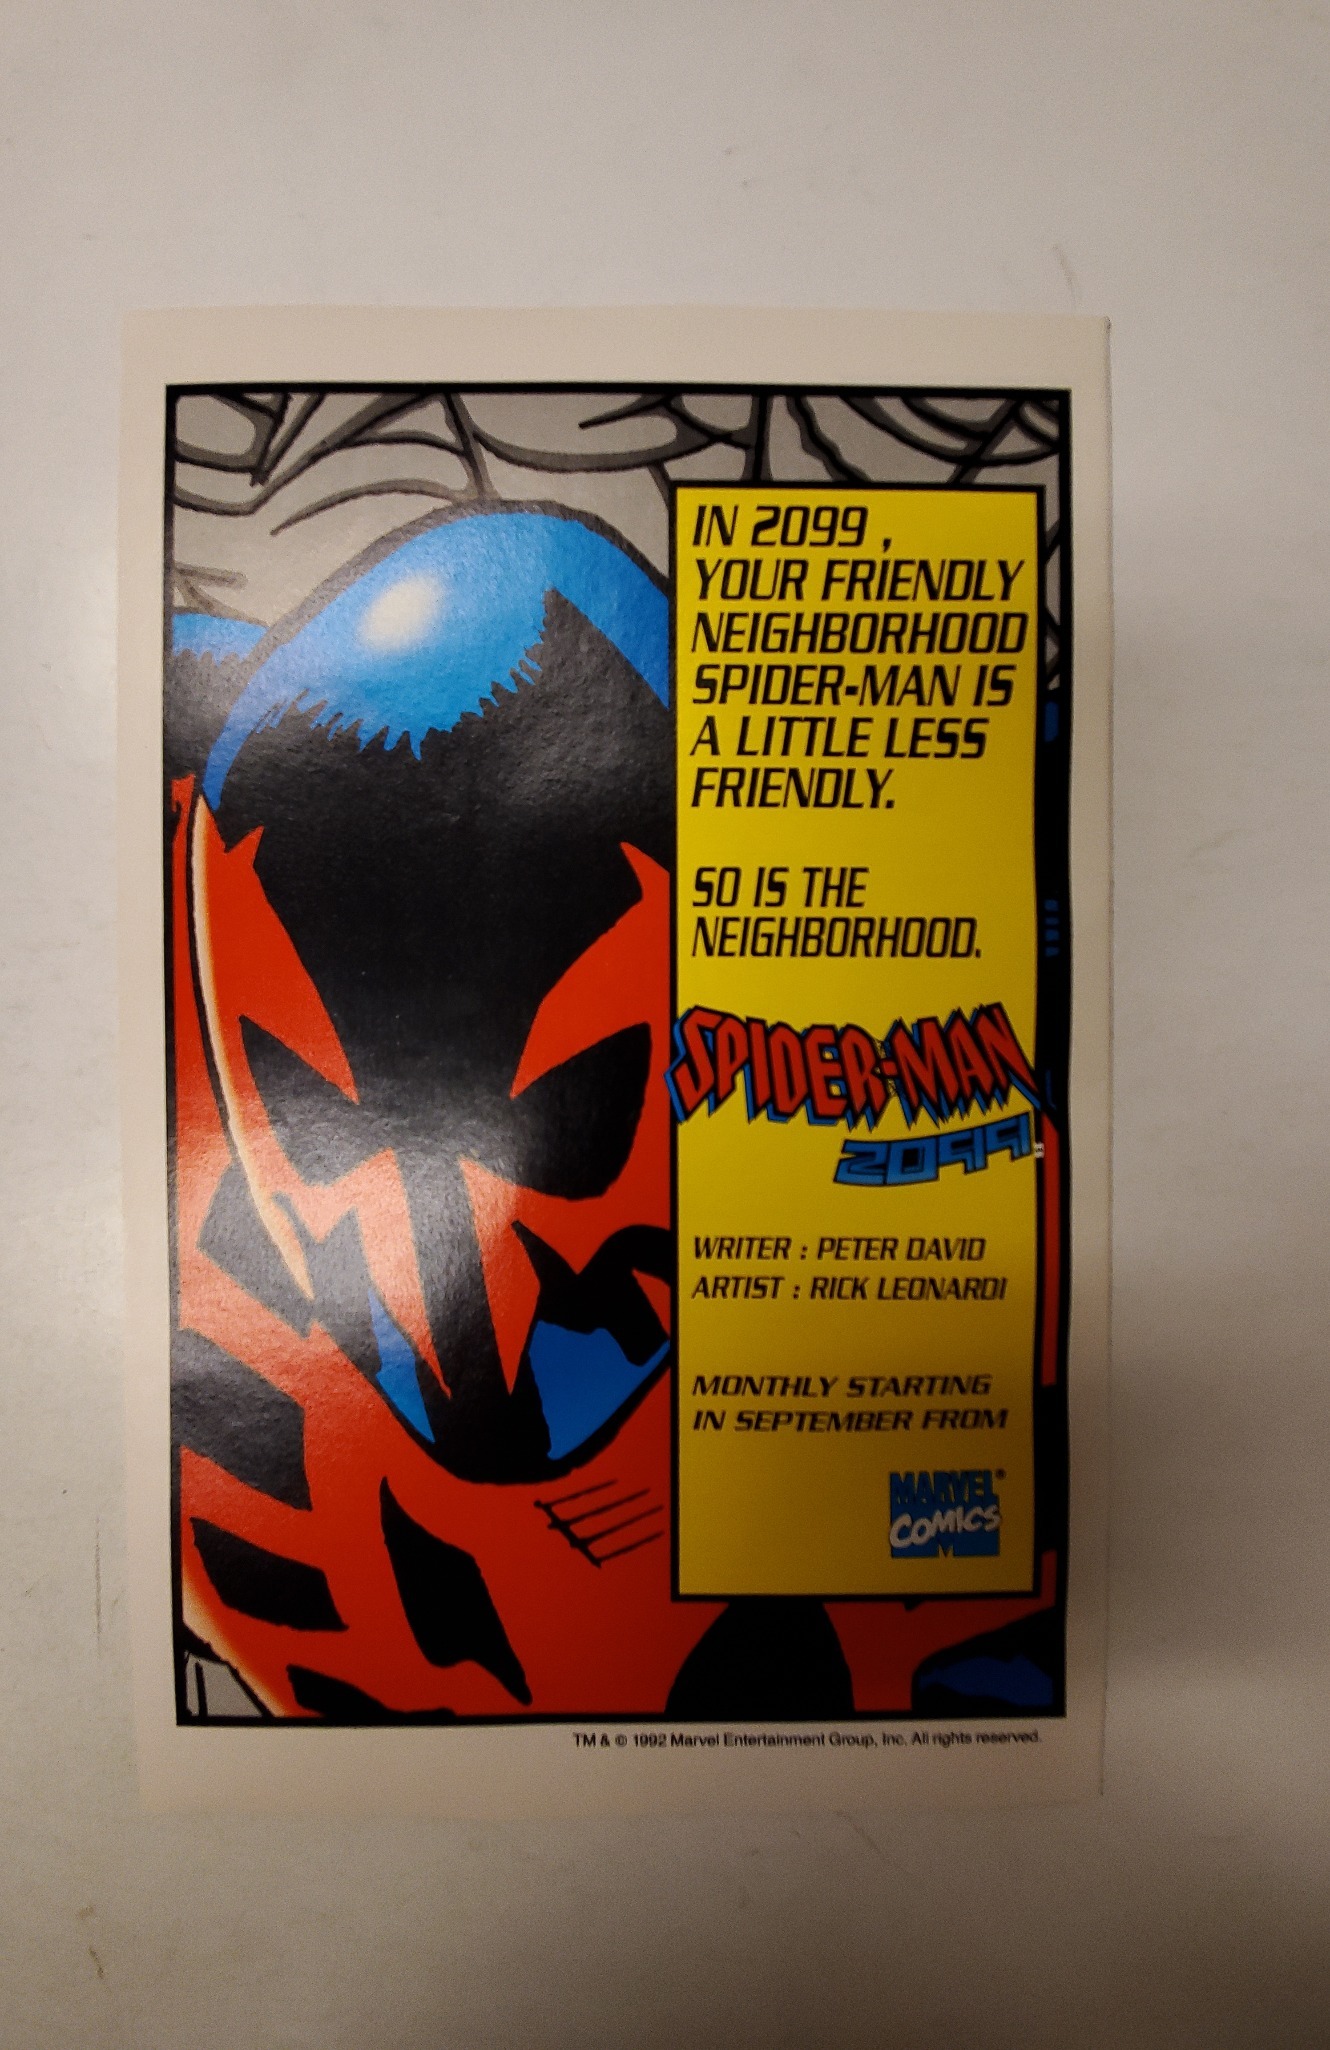 IN 2099 ,
YOUR FRIENDLY
NEIGHBORHOOD
SPIDER-MAN IS
A LITTLE LESS
FRIENDLY.
SO IS THE
NEIGHBORHOOD.
SPIDER-MAN
2099
WRITER : PETER DAVID
ARTIST : RICK LEONARDI
MONTHLY STARTING
IN SEPTEMBER FROM
MARVEL®
COMICS
TM & © 1992 Marvel Entertainment Group, Inc. All rights reserved.